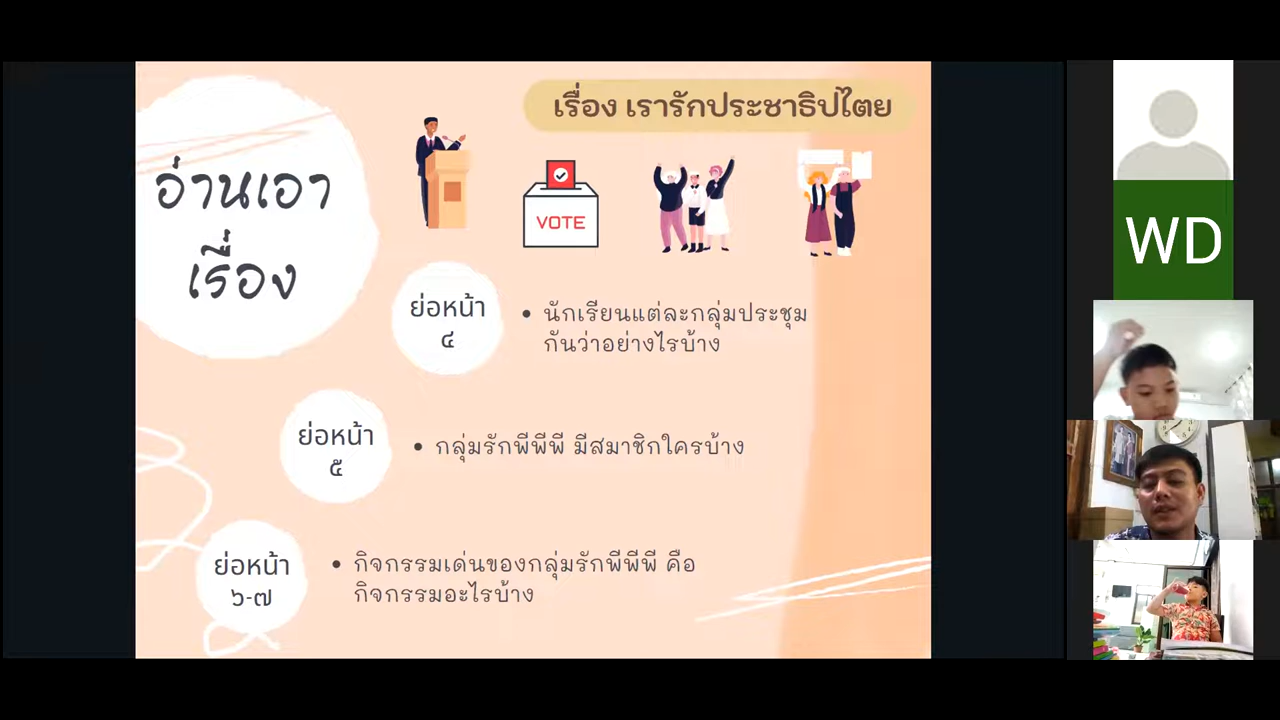 เรื่อง เรารักประชาธิปไตย
อ่านเอา
เรื่อง
VOTE
ย่อหน้า
๔
• นักเรียนแต่ละกลุ่มประชุม
กันว่าอย่างไรบ้าง
ย่อหน้า
๕
• กลุ่มรักพีพีพี มีสมาชิกใครบ้าง
ย่อหน้า
๖-๗
• กิจกรรมเด่นของกลุ่มรักพีพีพี คือ
กิจกรรมอะไรบ้าง
WD